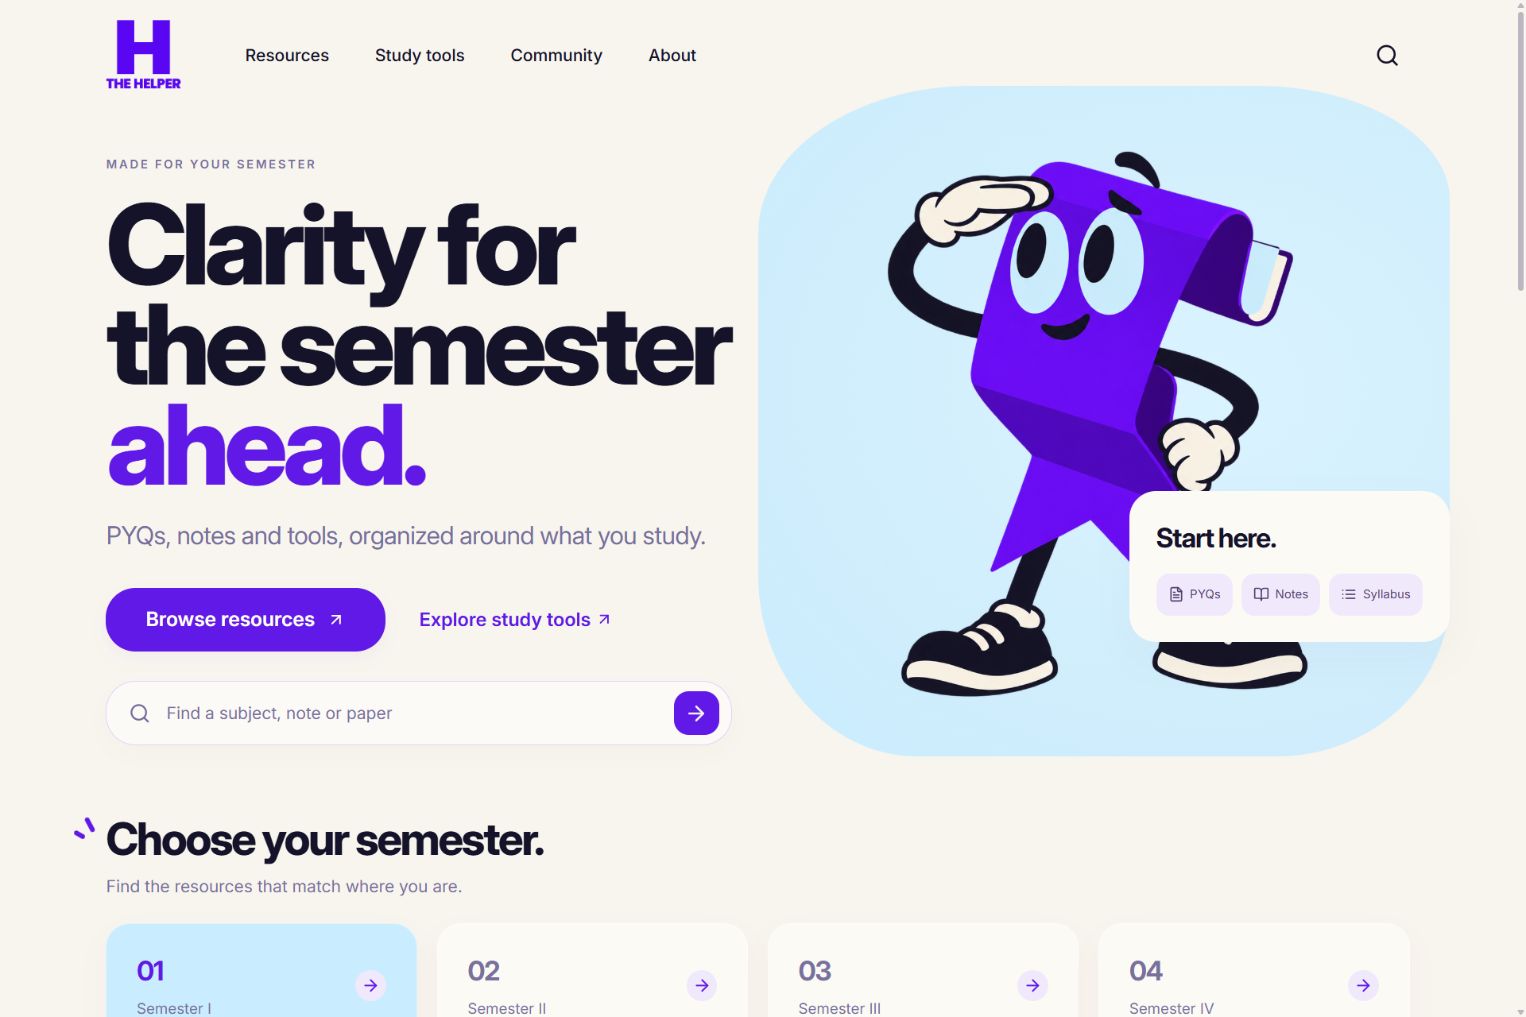 H
THE HELPER
Resources
Study tools
Community
About
MADE FOR YOUR SEMESTER
Clarity for
the semester
ahead.
PYQs, notes and tools, organized around what you study.
Browse resources
Explore study tools
Find a subject, note or paper
Start here.
PYQs
Notes
Syllabus
Choose your semester.
Find the resources that match where you are.
01
Semester I
02
Semester II
03
Semester III
04
Semester IV